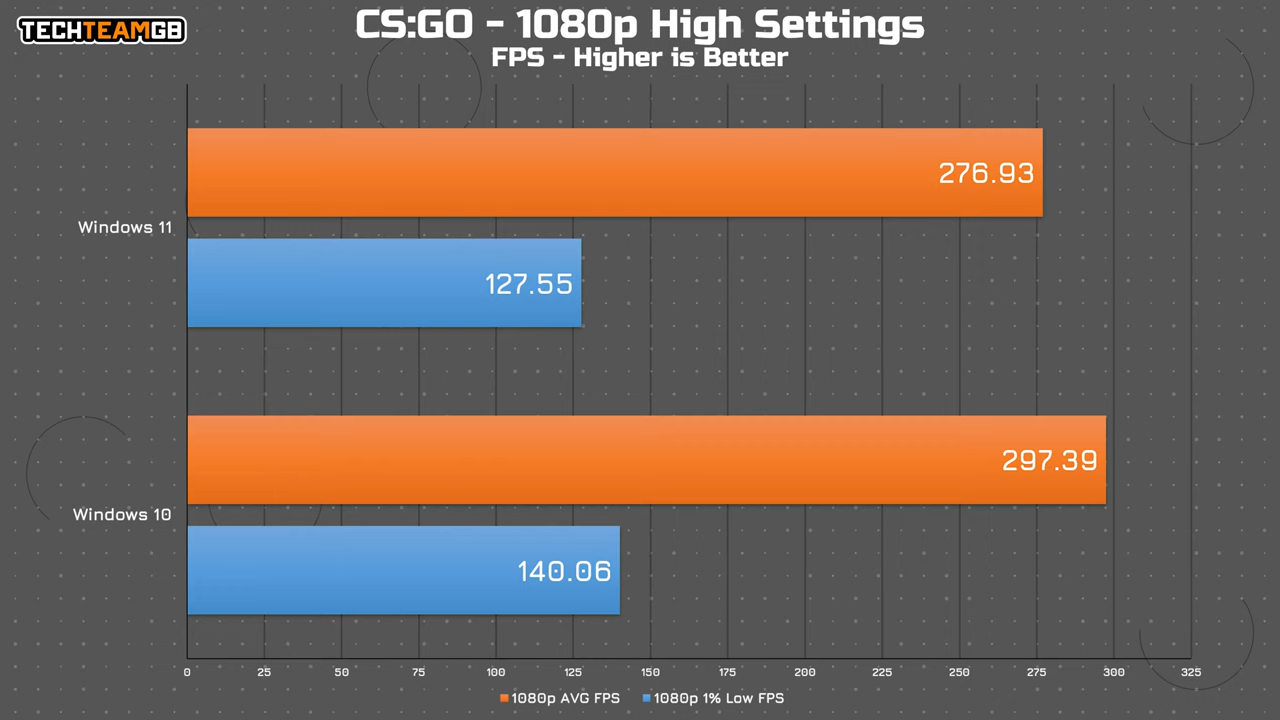 TECHTEAMGB
CS:GO - 1080p High Settings
FPS - Higher is Better
276.93
Windows 11
127.55
297.39
Windows 10
140.06
0 25 50 75 100 125 150 175 200 225 250 275 300 325
1080p AVG FPS 1080p 1% Low FPS